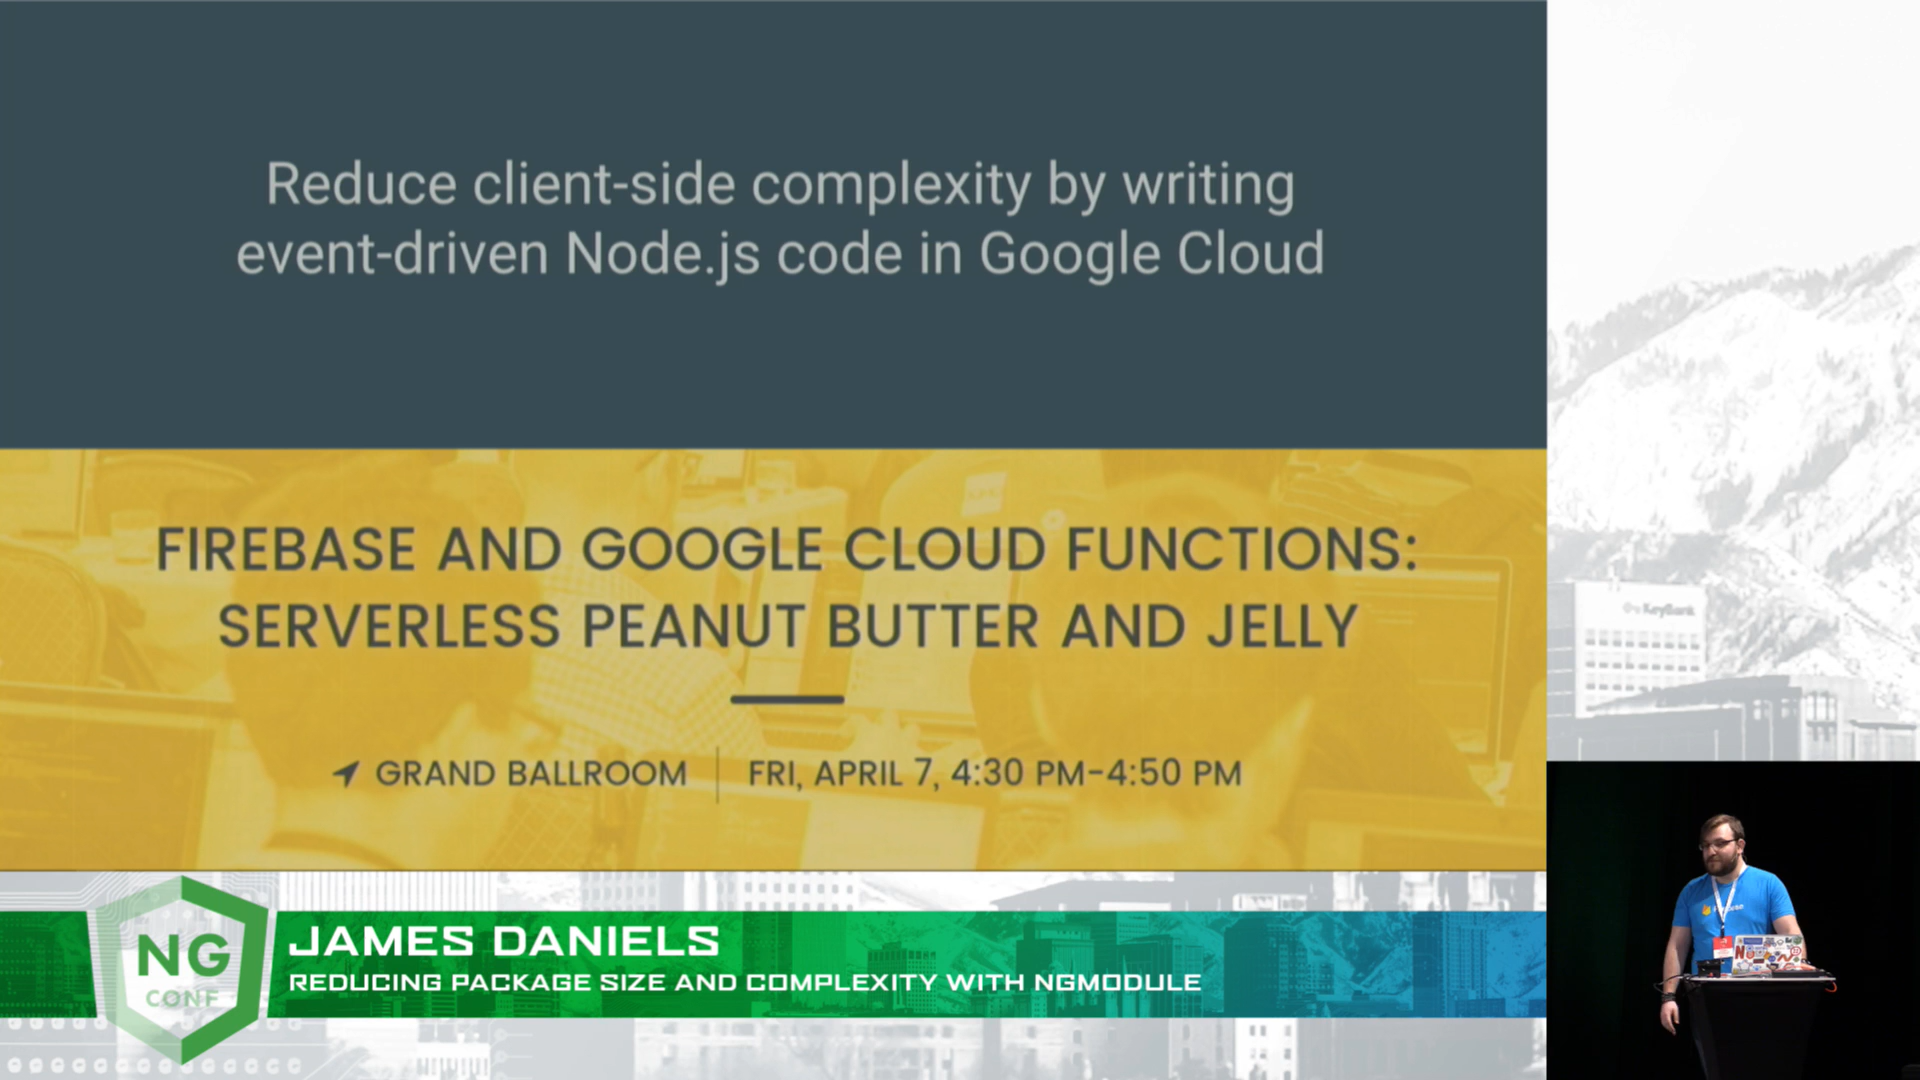 Reduce client-side complexity by writing
event-driven Node.js code in Google Cloud
FIREBASE AND GOOGLE CLOUD FUNCTIONS:
SERVERLESS PEANUT BUTTER AND JELLY
GRAND BALLROOM
FRI, APRIL 7, 4:30 PM-4:50 PM
KeyBank
NG
CONF
JAMES DANIELS
REDUCING PACKAGE SIZE AND COMPLEXITY WITH NGMODULE